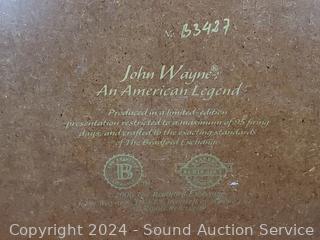 No. B3427
John Wayne®:
An American Legend
Produced in a limited-edition
presentation restricted to a maximum of 95 firing
days, and crafted to the exacting standards
of The Bradford Exchange.
B
Copyright 2024 - Sound Auction Service